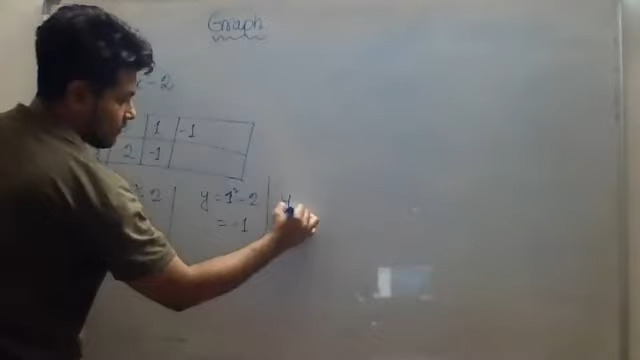 Graph
x - 2
1 -1
2 -1
2 y = 1² - 2 y
= -1